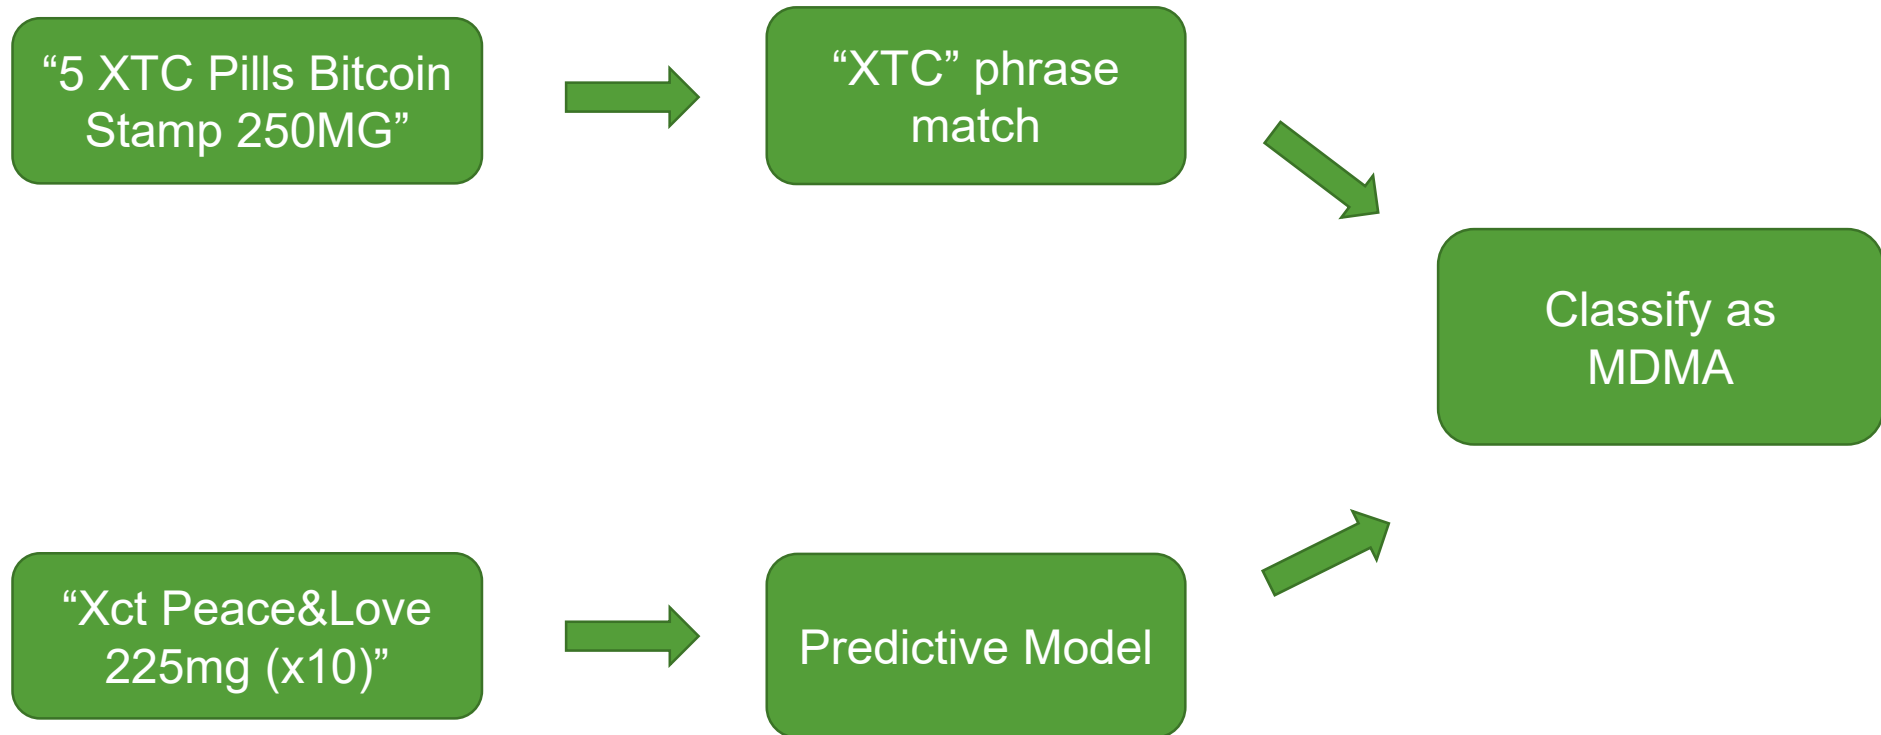 “5 XTC Pills Bitcoin
Stamp 250MG”
“XTC” phrase
match
Classify as
MDMA
“Xct Peace&Love
225mg (x10)”
Predictive Model